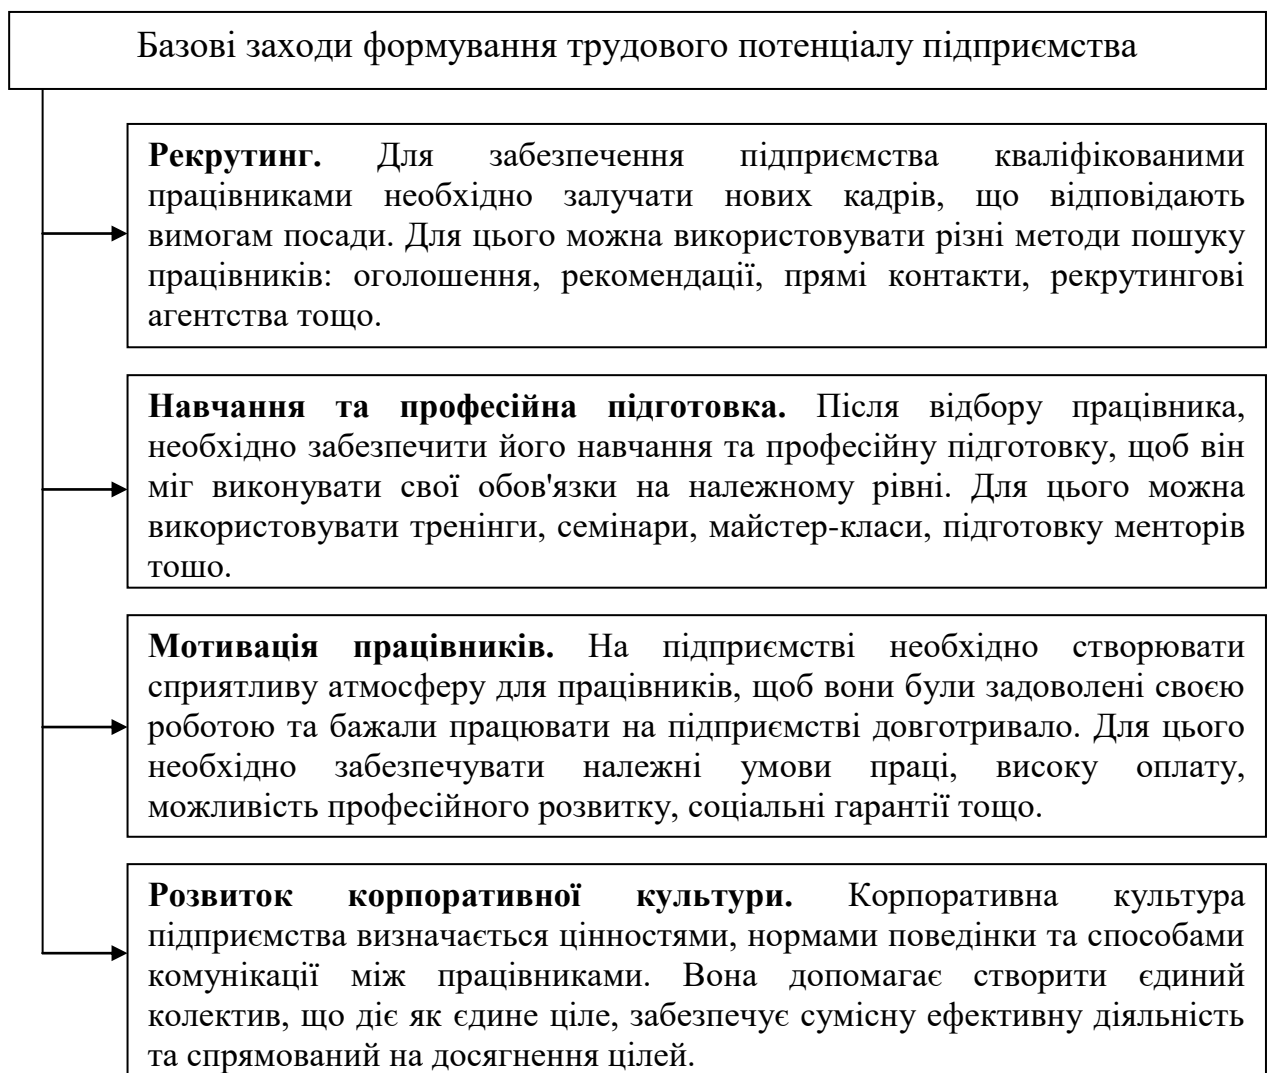 Базові заходи формування трудового потенціалу підприємства
Рекрутинг. Для забезпечення підприємства кваліфікованими
працівниками необхідно залучати нових кадрів, що відповідають
вимогам посади. Для цього можна використовувати різні методи пошуку
працівників: оголошення, рекомендації, прямі контакти, рекрутингові
агентства тощо.
Навчання та професійна підготовка. Після відбору працівника,
необхідно забезпечити його навчання та професійну підготовку, щоб він
міг виконувати свої обов'язки на належному рівні. Для цього можна
використовувати тренінги, семінари, майстер-класи, підготовку менторів
тошо.
Мотивація працівників. На підприємстві необхідно створювати
сприятливу атмосферу для працівників, щоб вони були задоволені своєю
роботою та бажали працювати на підприємстві довготривало. Для цього
необхідно забезпечувати належні умови праці, високу оплату,
можливість професійного розвитку, соціальні гарантії тощо.
Розвиток корпоративної культури. Корпоративна культура
підприємства визначається цінностями, нормами поведінки та способами
комунікації між працівниками. Вона допомагає створити єдиний
колектив, що діє як єдине ціле, забезпечує сумісну ефективну діяльність
та спрямований на досягнення цілей.